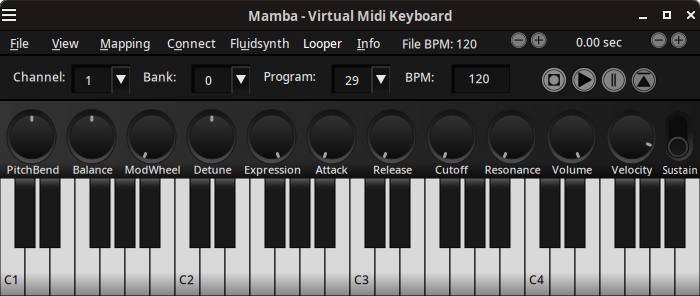 Mamba - Virtual Midi Keyboard
File View Mapping Connect Fluidsynth Looper Info File BPM: 120 0.00 sec
Channel: 1 Bank: 0 Program: 29 BPM: 120
PitchBend Balance ModWheel Detune Expression Attack Release Cutoff Resonance Volume Velocity Sustain
C1 C2 C3 C4